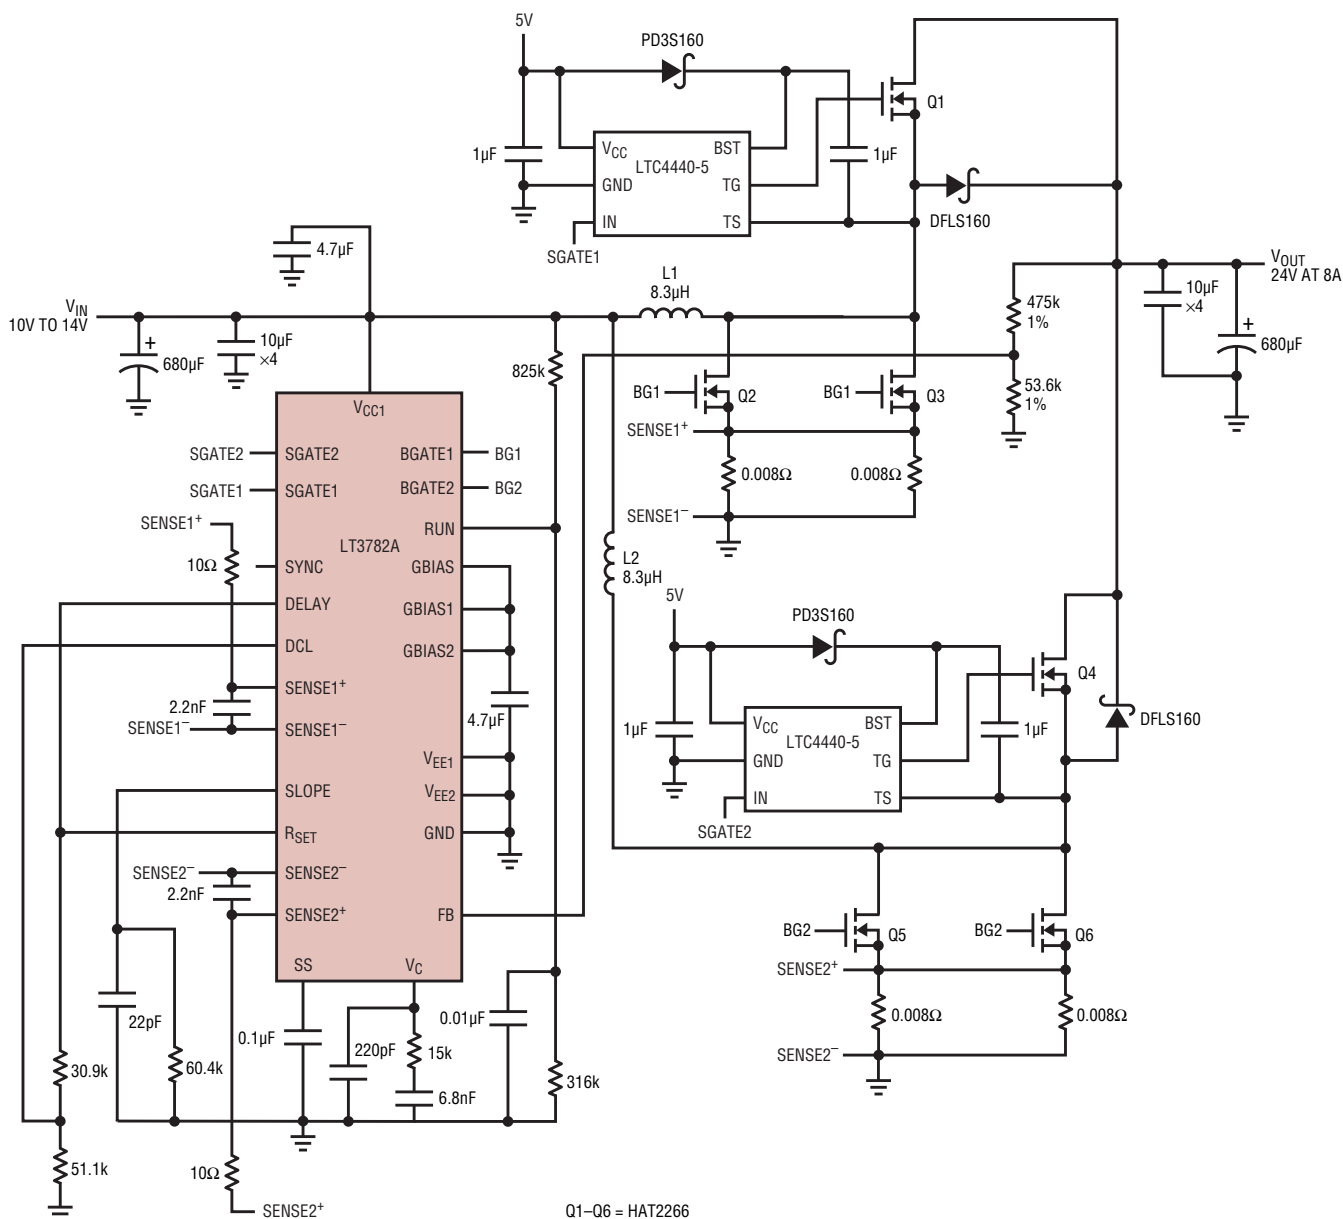 5V
PD3S160
Q1
1µF
VCC
BST
LTC4440-5
1µF
GND
TG
IN
TS
SGATE1
DFLS160
4.7µF
VIN
10V TO 14V
L1
8.3µH
VOUT
24V AT 8A
680µF
10µF
×4
825k
475k
1%
10µF
×4
680µF
BG1
Q2
BG1
Q3
53.6k
1%
SENSE1+
0.008Ω
0.008Ω
SENSE1–
VCC1
SGATE2
SGATE2
BGATE1
BG1
SGATE1
SGATE1
BGATE2
BG2
SENSE1+
RUN
LT3782A
10Ω
SYNC
GBIAS
DELAY
GBIAS1
DCL
GBIAS2
SENSE1+
2.2nF
4.7µF
SENSE1–
SENSE1–
VEE1
SLOPE
VEE2
RSET
GND
SENSE2–
SENSE2–
2.2nF
SENSE2+
FB
SS
VC
L2
8.3µH
5V
PD3S160
Q4
1µF
VCC
BST
LTC4440-5
1µF
GND
TG
IN
TS
SGATE2
DFLS160
BG2
Q5
BG2
Q6
SENSE2+
0.008Ω
0.008Ω
SENSE2–
22pF
0.1µF
220pF
15k
0.01µF
30.9k
60.4k
6.8nF
316k
51.1k
10Ω
SENSE2+
Q1–Q6 = HAT2266